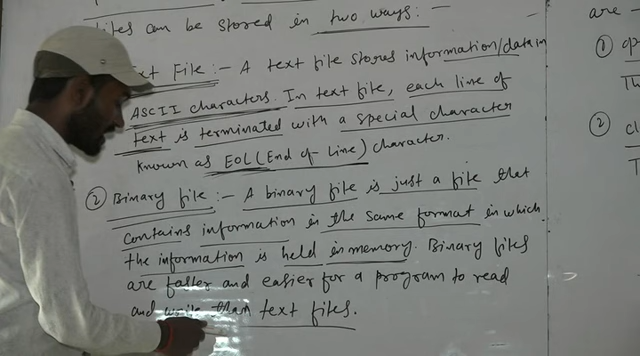 files can be stored in two ways: -
Text File :- A text file stores information/data in
ASCII characters. In text file, each line of
text is terminated with a special character
known as EOL (End of Line) character.
② Binary file :- A binary file is just a file that
contains information in the same format in which
the information is held in memory. Binary files
are faster and easier for a program to read
and write than text files.
are -
①
②